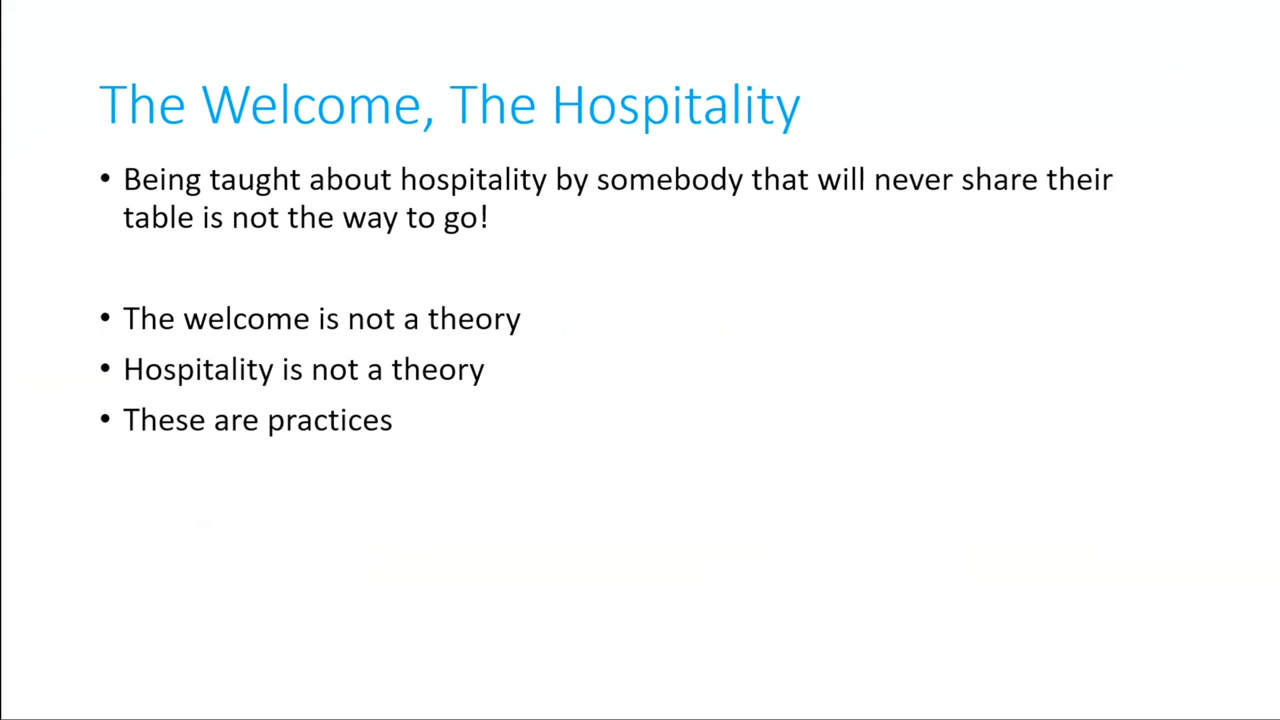 The Welcome, The Hospitality
• Being taught about hospitality by somebody that will never share their
table is not the way to go!
• The welcome is not a theory
• Hospitality is not a theory
• These are practices